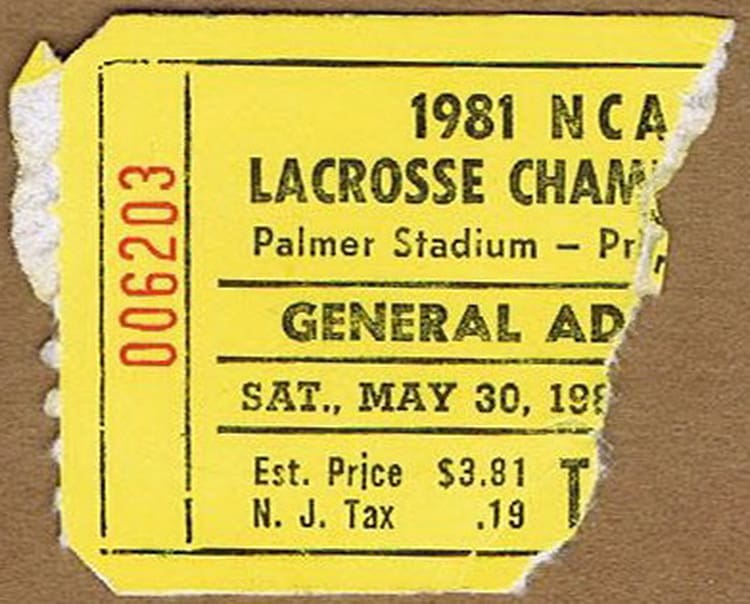 006203
1981 NCA
LACROSSE CHAM
Palmer Stadium – Pr
GENERAL AD
SAT., MAY 30, 198
Est. Price $3.81
N. J. Tax .19
T